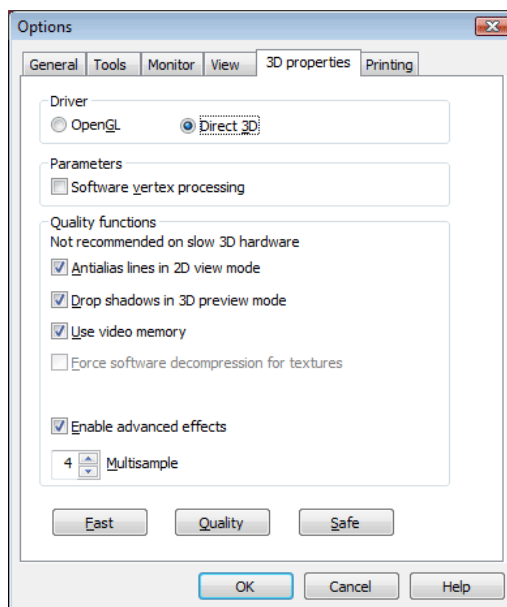 Options
General Tools Monitor View 3D properties Printing
Driver
OpenGL Direct 3D
Parameters
Software vertex processing
Quality functions
Not recommended on slow 3D hardware
Antialias lines in 2D view mode
Drop shadows in 3D preview mode
Use video memory
Force software decompression for textures
Enable advanced effects
4 Multisample
Fast Quality Safe
OK Cancel Help